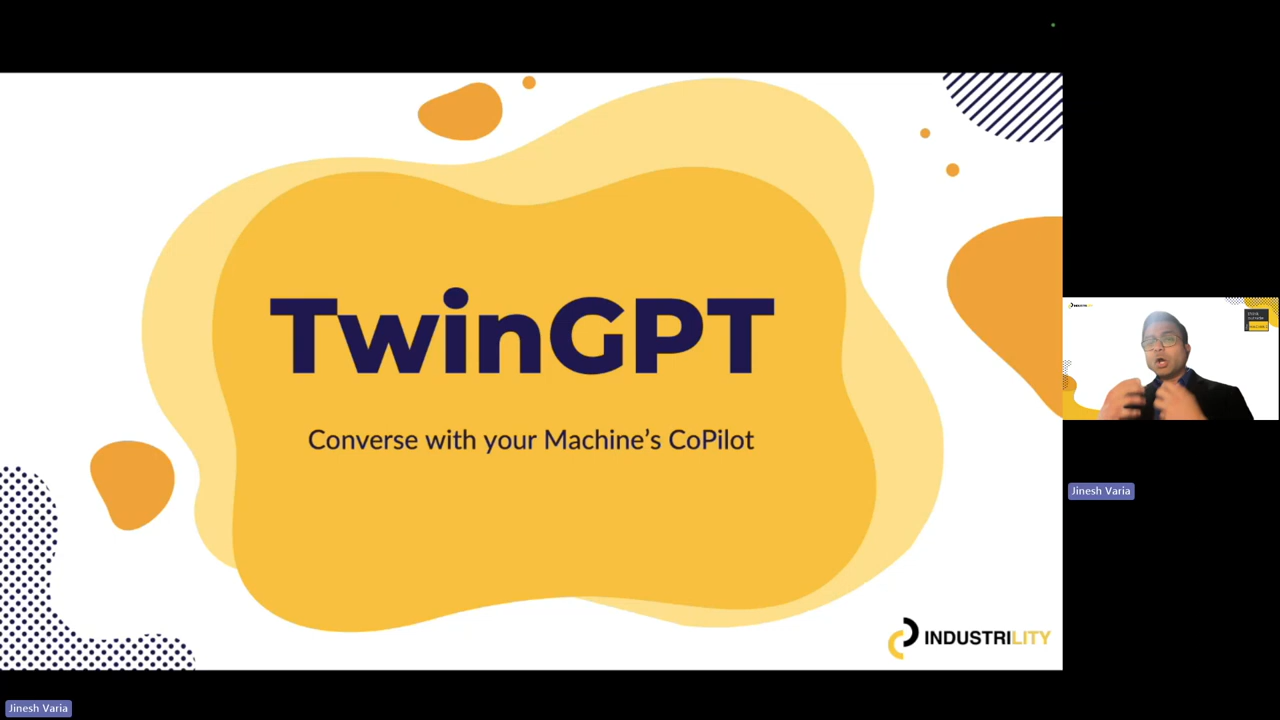 TwinGPT
Converse with your Machine's CoPilot
INDUSTRILITY
Jinesh Varia
Jinesh Varia